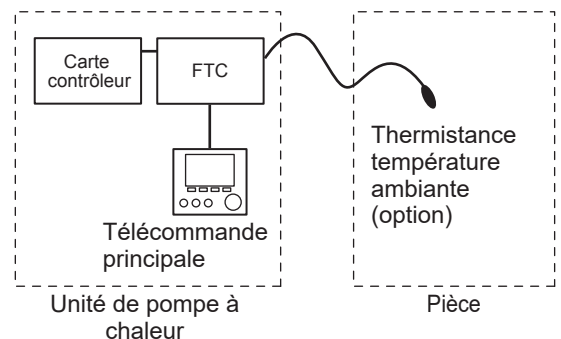 Carte
contrôleur
FTC
Thermistance
température
ambiante
(option)
Télécommande
principale
Unité de pompe à
chaleur
Pièce